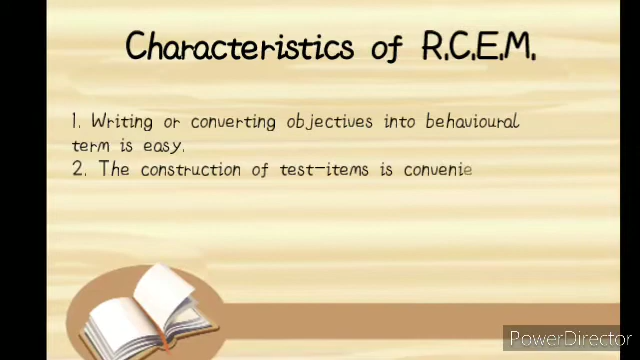 Characteristics of R.C.E.M.
1. Writing or converting objectives into behavioural
term is easy.
2. The construction of test-items is convenie
PowerDirector